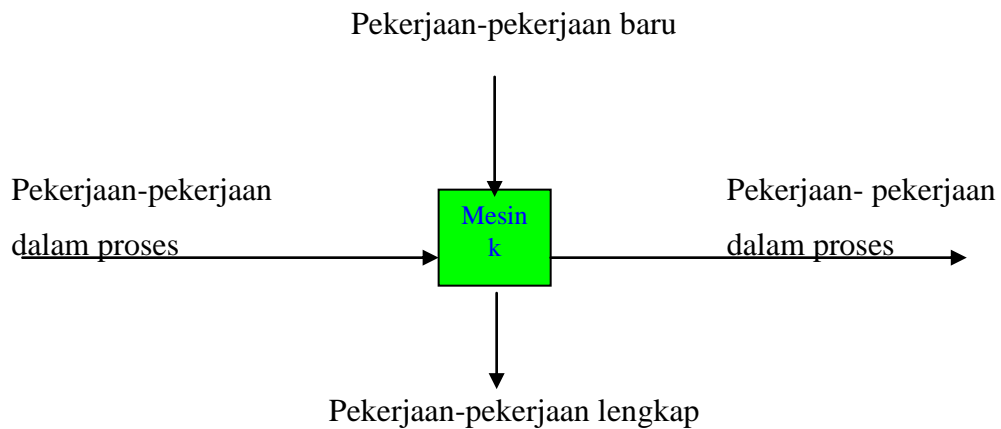 Pekerjaan-pekerjaan baru
Pekerjaan-pekerjaan
dalam proses
Mesin
k
Pekerjaan- pekerjaan
dalam proses
Pekerjaan-pekerjaan lengkap